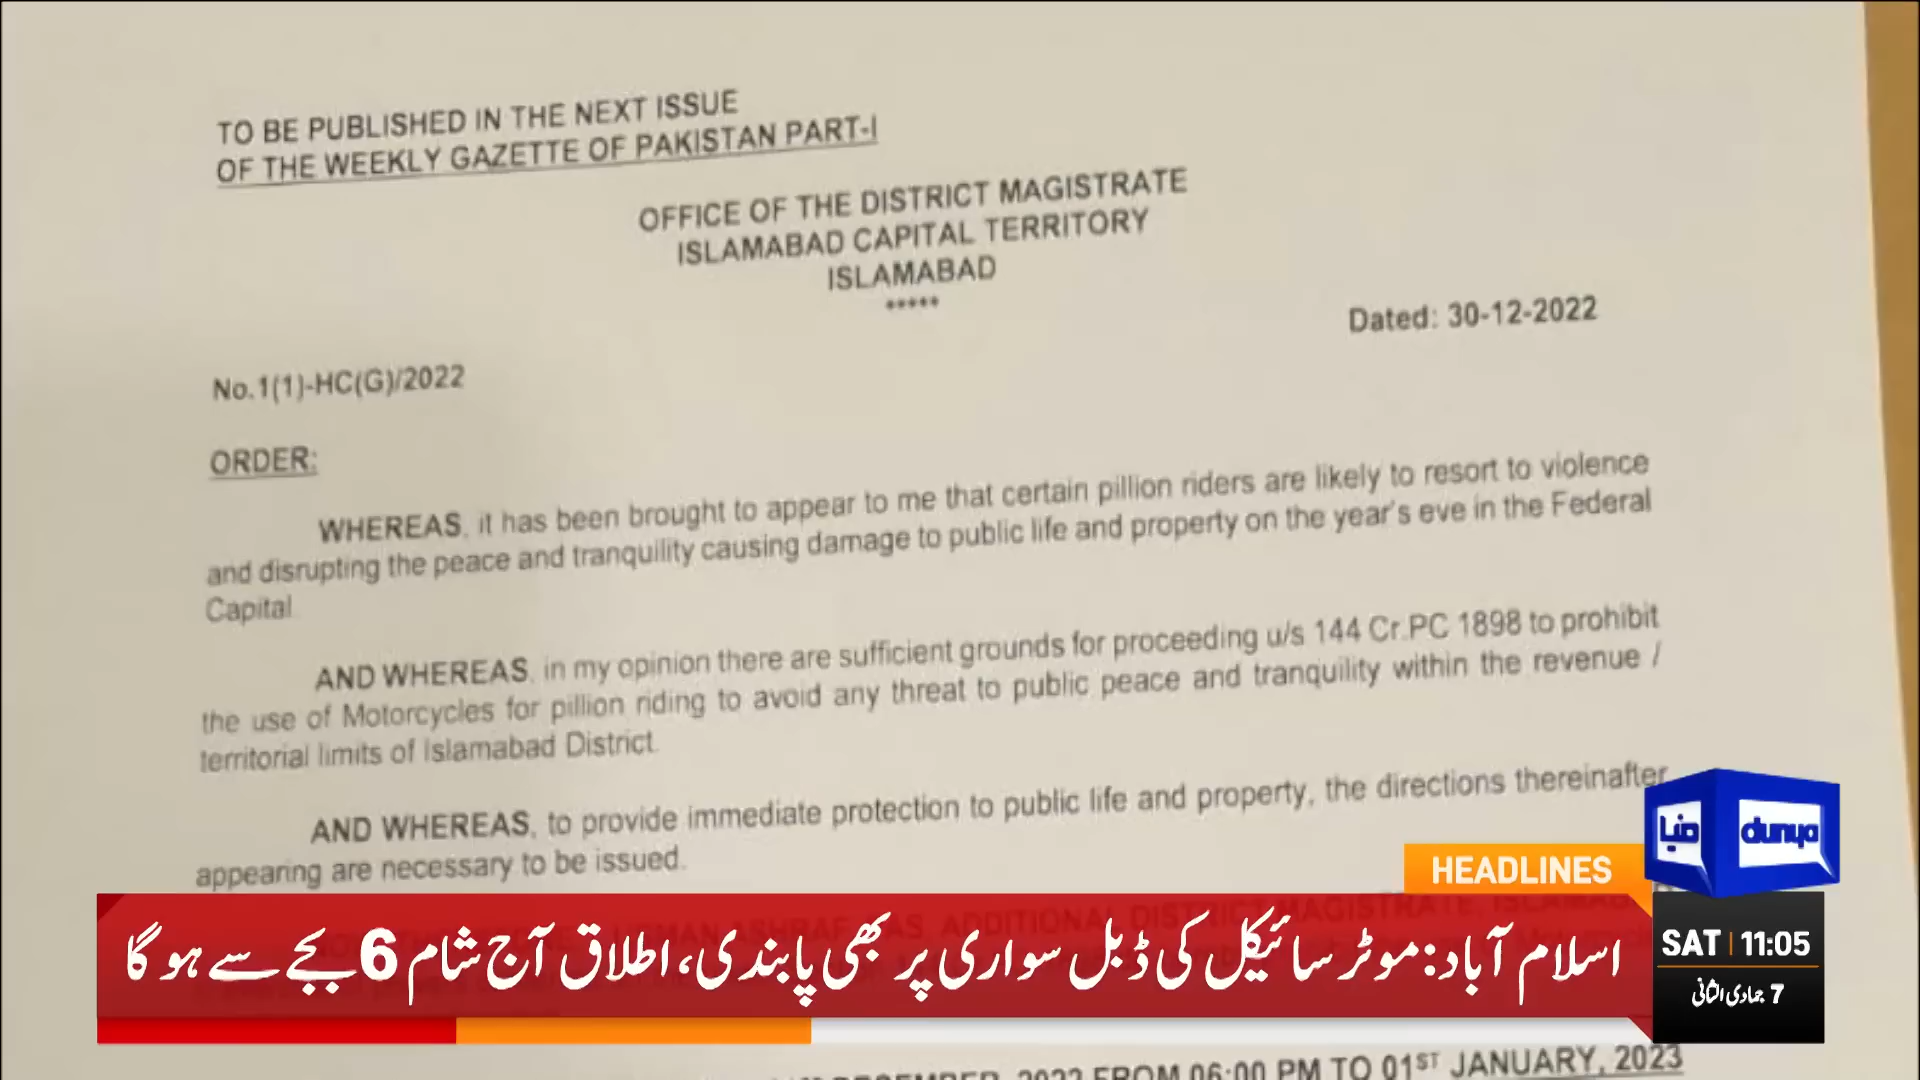 TO BE PUBLISHED IN THE NEXT ISSUE
OF THE WEEKLY GAZETTE OF PAKISTAN PART-I
OFFICE OF THE DISTRICT MAGISTRATE
ISLAMABAD CAPITAL TERRITORY
ISLAMABAD
*****
Dated: 30-12-2022
No.1(1)-HC(G)/2022
ORDER:
WHEREAS, it has been brought to appear to me that certain pillion riders are likely to resort to violence
and disrupting the peace and tranquility causing damage to public life and property on the year's eve in the Federal
Capital.
AND WHEREAS, in my opinion there are sufficient grounds for proceeding u/s 144 Cr.PC 1898 to prohibit
the use of Motorcycles for pillion riding to avoid any threat to public peace and tranquility within the revenue /
territorial limits of Islamabad District.
AND WHEREAS, to provide immediate protection to public life and property, the directions thereinafter
appearing are necessary to be issued.
دنیا dunya
HEADLINES
ASHRAF ADDITIONAL DISTRICT MAGISTRATE,
اسلام آباد: موٹرسائیکل کی ڈبل سواری پر بھی پابندی، اطلاق آج شام 6 بجے سے ہو گا
SAT 11:05
7 جمادی الثانی
2022 FROM 06:00 PM TO 01ST JANUARY, 2023